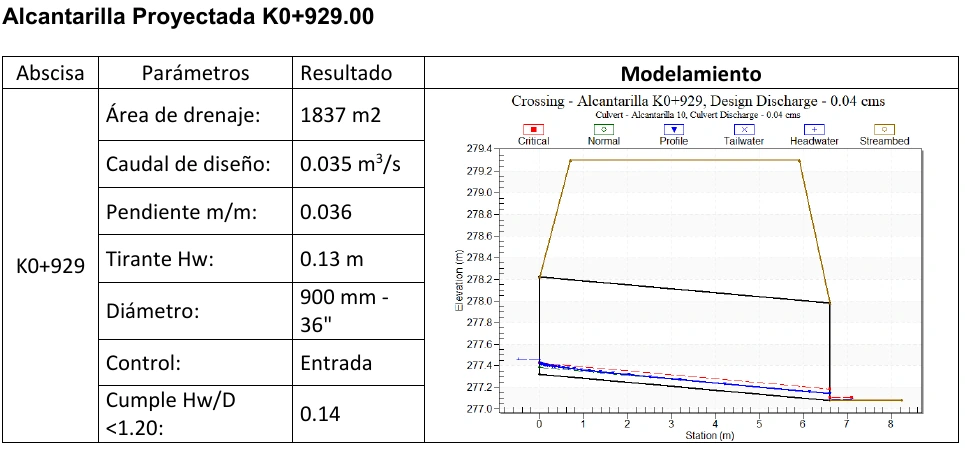 Alcantarilla Proyectada K0+929.00
Abscisa Parámetros Resultado Modelamiento
K0+929
Área de drenaje: 1837 m2
Caudal de diseño: 0.035 m³/s
Pendiente m/m: 0.036
Tirante Hw: 0.13 m
Diámetro: 900 mm -
36"
Control: Entrada
Cumple Hw/D
<1.20: 0.14
Crossing - Alcantarilla K0+929, Design Discharge - 0.04 cms
Culvert - Alcantarilla 10, Culvert Discharge - 0.04 cms
Critical Normal Profile Tailwater Headwater Streambed
Elevation (m)
279.4
279.2
279.0
278.8
278.6
278.4
278.2
278.0
277.8
277.6
277.4
277.2
277.0
0 1 2 3 4 5 6 7 8
Station (m)